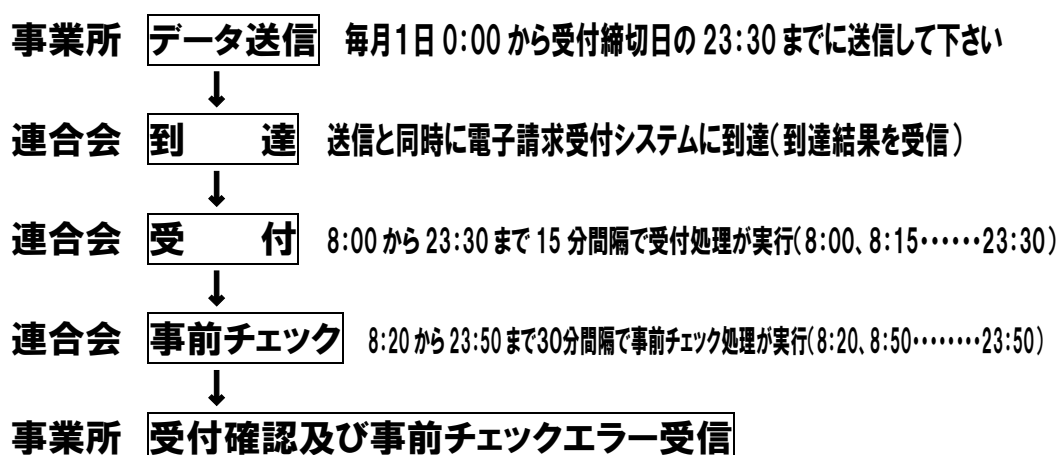 事業所 データ送信 毎月1日 0:00 から受付締切日の 23:30 までに送信して下さい
↓
連合会 到　　達 送信と同時に電子請求受付システムに到達(到達結果を受信)
↓
連合会 受　　付 8:00 から 23:30 まで 15 分間隔で受付処理が実行(8:00、8:15・・・・・・23:30)
↓
連合会 事前チェック 8:20 から 23:50 まで30分間隔で事前チェック処理が実行(8:20、8:50・・・・・・・・23:50)
↓
事業所 受付確認及び事前チェックエラー受信